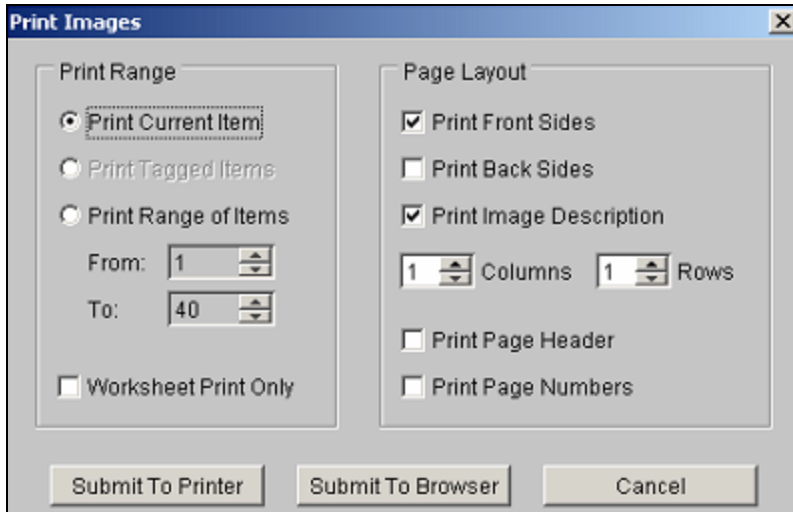 Print Images
Print Range
Print Current Item
Print Tagged Items
Print Range of Items
From: 1
To: 40
Worksheet Print Only
Page Layout
Print Front Sides
Print Back Sides
Print Image Description
1 Columns 1 Rows
Print Page Header
Print Page Numbers
Submit To Printer Submit To Browser Cancel